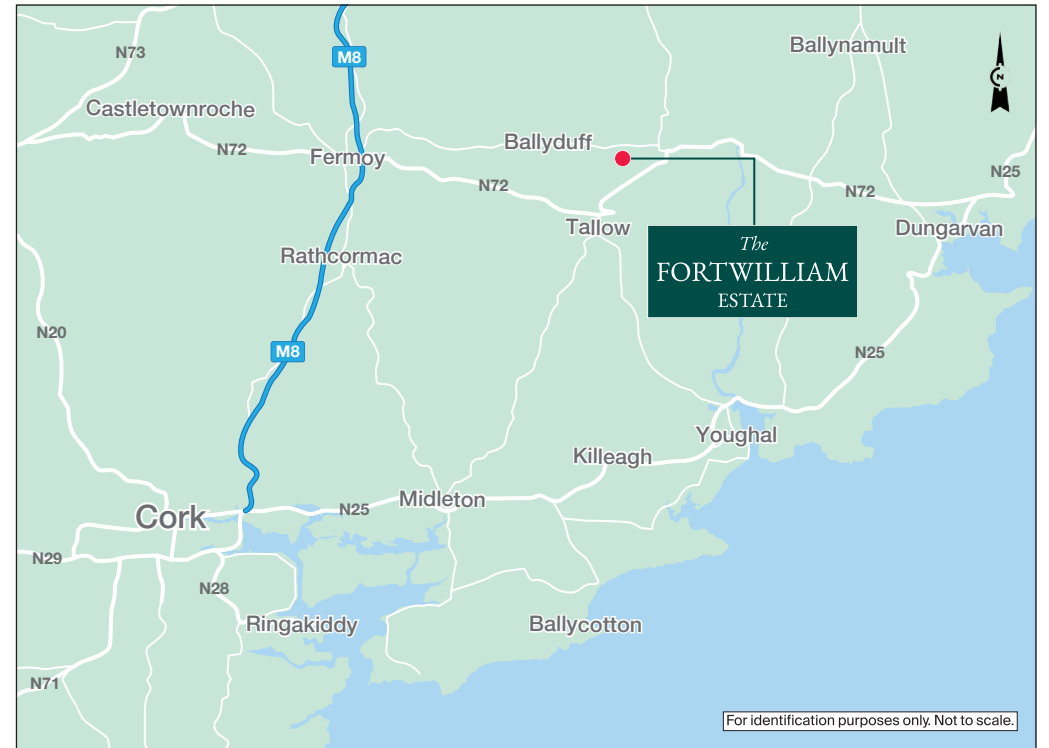 Ballynamult
N73
M8
N
Castletownroche
Ballyduff
N72
Fermoy
N25
N72
N72
Tallow
Dungarvan
The
FORTWILLIAM
ESTATE
Rathcormac
N20
M8
N25
Youghal
Killeagh
Midleton
N25
Cork
N29
N28
Ringakiddy
Ballycotton
N71
For identification purposes only. Not to scale.